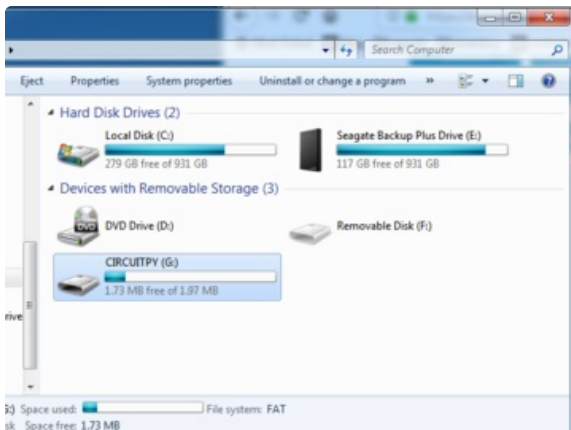 Search Computer
Eject Properties System properties Uninstall or change a program »
Hard Disk Drives (2)
Local Disk (C:) Seagate Backup Plus Drive (E:)
279 GB free of 931 GB 117 GB free of 931 GB
Devices with Removable Storage (3)
DVD Drive (D:) Removable Disk (F:)
CIRCUITPY (G:)
1.73 MB free of 1.97 MB
rive
G:) Space used: File system: FAT
sk Space free: 1.73 MB